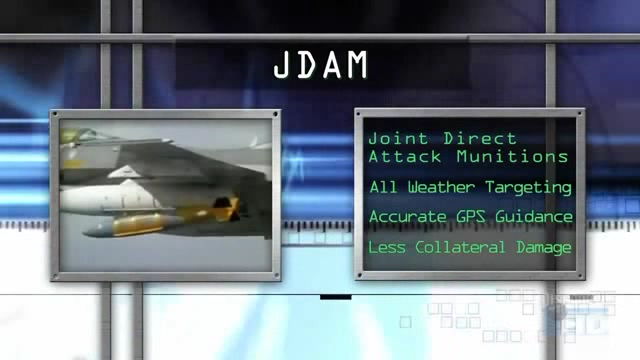 JDAM
Joint Direct
Attack Munitions
All Weather Targeting
Accurate GPS Guidance
Less Collateral Damage